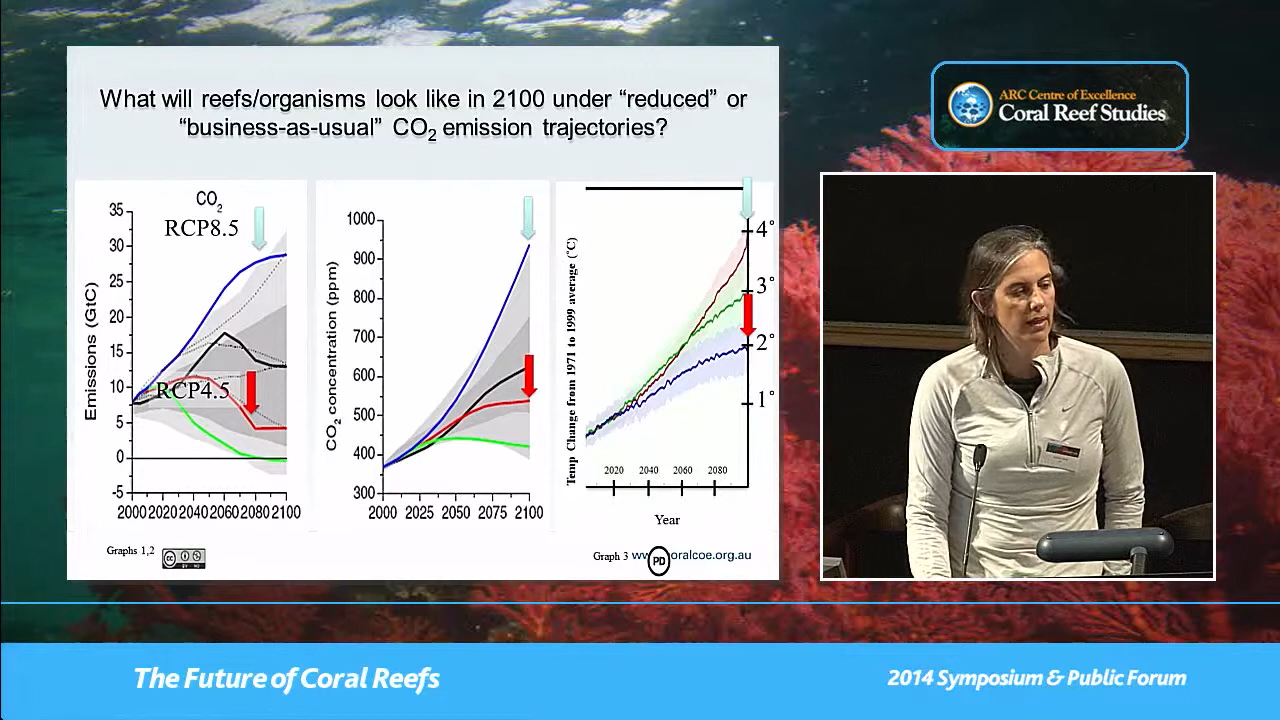 What will reefs/organisms look like in 2100 under “reduced” or
“business-as-usual” CO2 emission trajectories?
ARC Centre of Excellence
Coral Reef Studies
CO2
RCP8.5
RCP4.5
Emissions (GtC)
35
30
25
20
15
10
5
0
-5
2000 2020 2040 2060 2080 2100
CO2 concentration (ppm)
1000
900
800
700
600
500
400
300
2000 2025 2050 2075 2100
Temp Change from 1971 to 1999 average (°C)
4°
3°
2°
1°
2020 2040 2060 2080
Year
Graphs 1,2
cc
Graph 3
PD
oralcoe.org.au
The Future of Coral Reefs
2014 Symposium & Public Forum